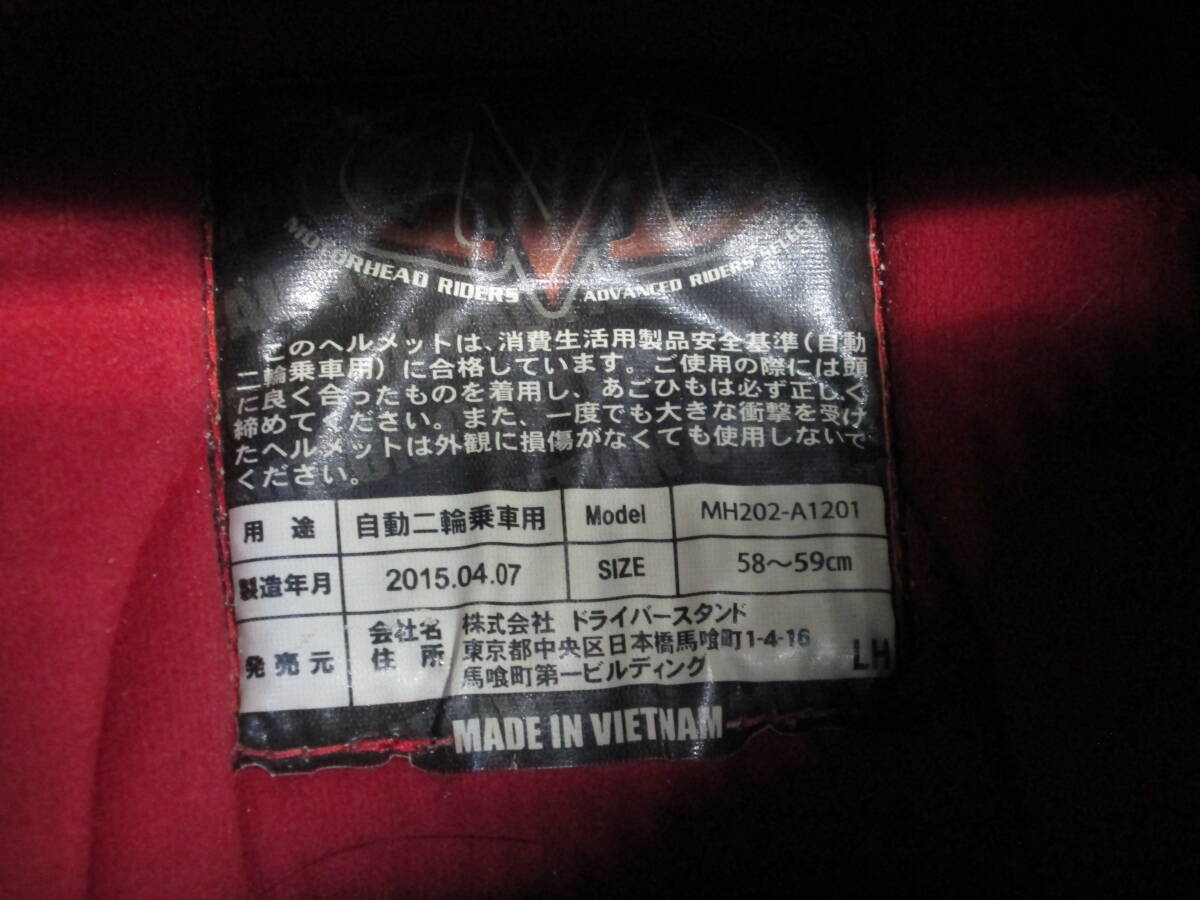 MOTORHEAD RIDERS ADVANCED RIDERS SELECT
このヘルメットは、消費生活用製品安全基準(自動
二輪乗車用)に合格しています。ご使用の際には頭
に良く合ったものを着用し、あごひもは必ず正しく
締めてください。また、一度でも大きな衝撃を受け
たヘルメットは外観に損傷がなくても使用しないで
ください。
用途 自動二輪乗車用 Model MH202-A1201
製造年月 2015.04.07 SIZE 58～59cm
発売元 会社名 株式会社 ドライバースタンド
住所 東京都中央区日本橋馬喰町1-4-16
馬喰町第一ビルディング
LH
MADE IN VIETNAM